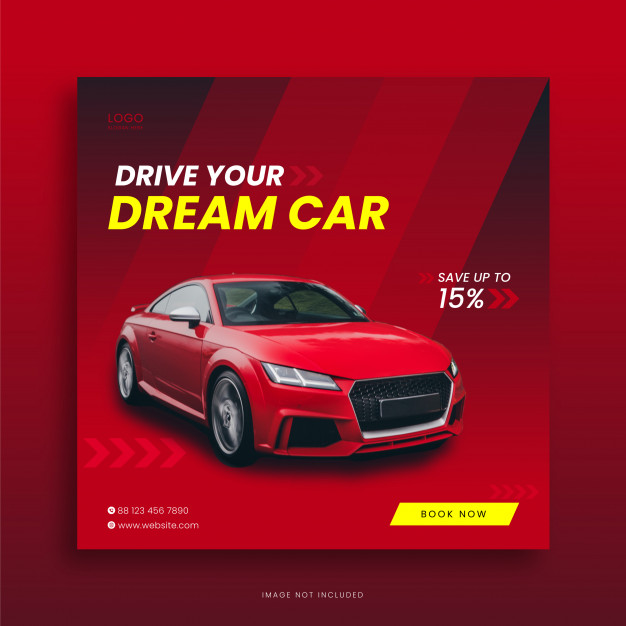 LOGO
DRIVE YOUR
DREAM CAR
SAVE UP TO
15%
88 123 456 7890
www.website.com
BOOK NOW
IMAGE NOT INCLUDED